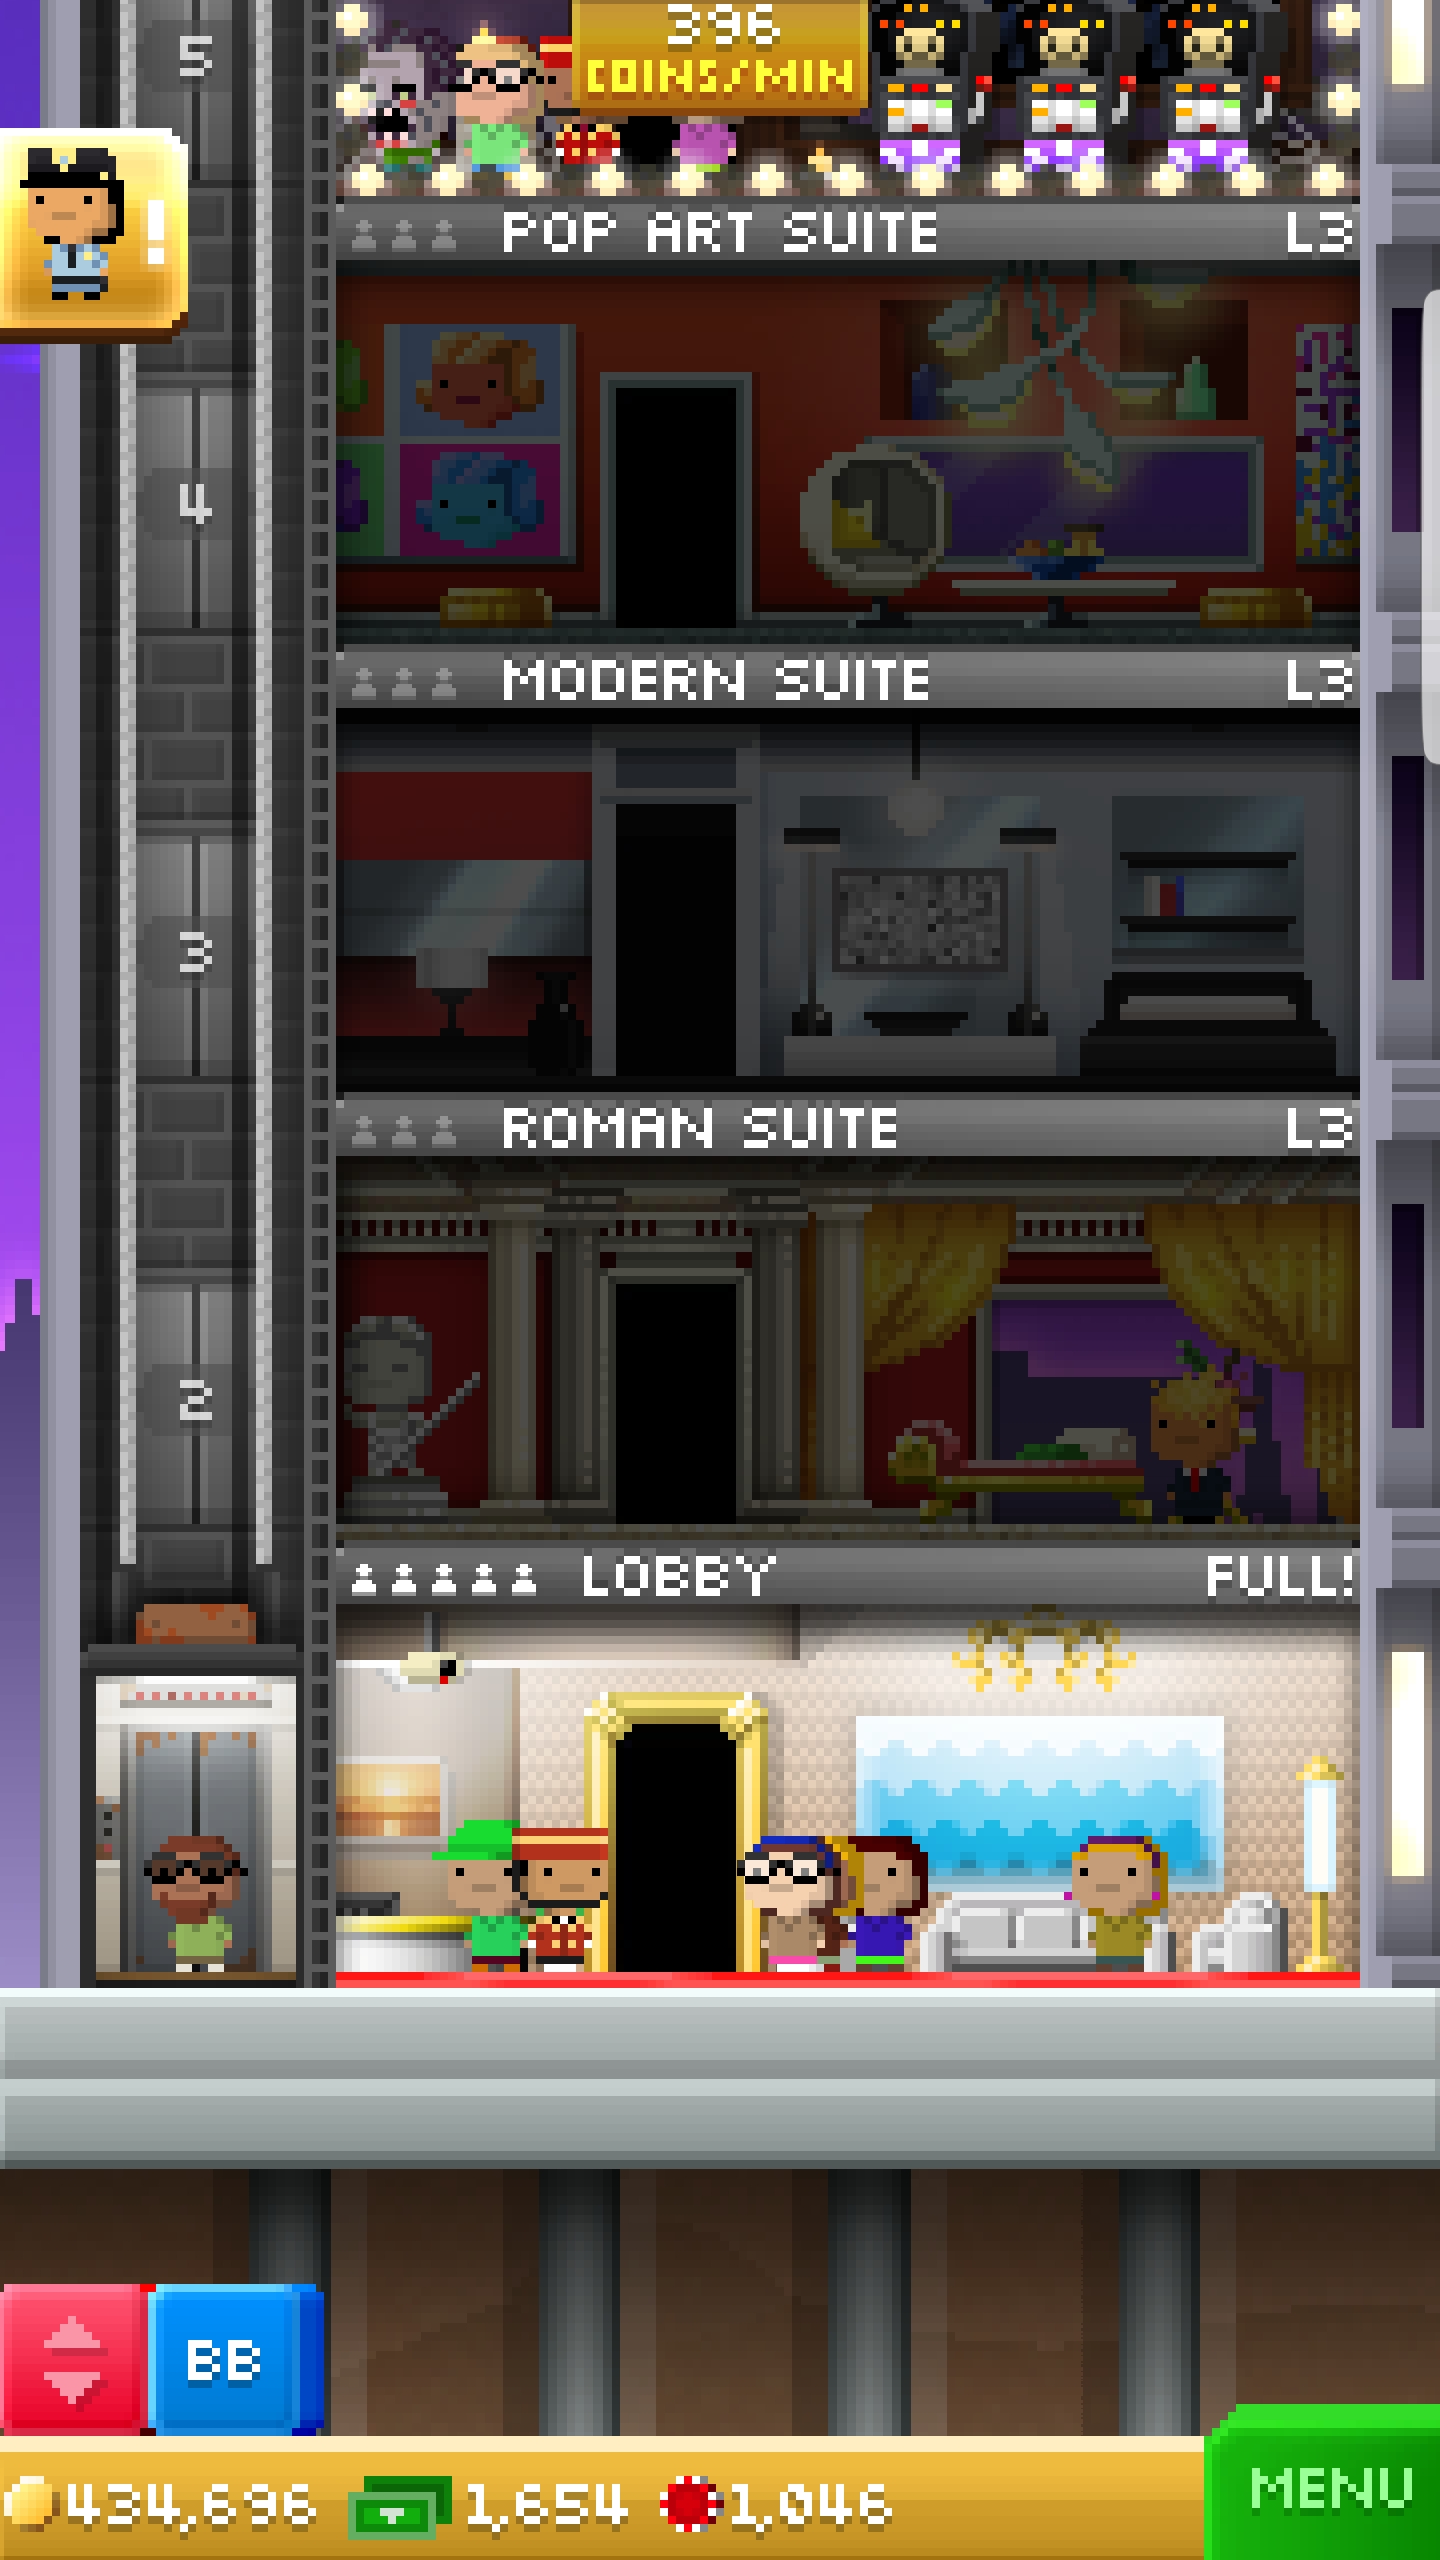 5
396
COINS/MIN
!
POP ART SUITE L3
4
MODERN SUITE L3
3
ROMAN SUITE L3
2
LOBBY FULL!
BB
434,696 1,654 1,046
MENU